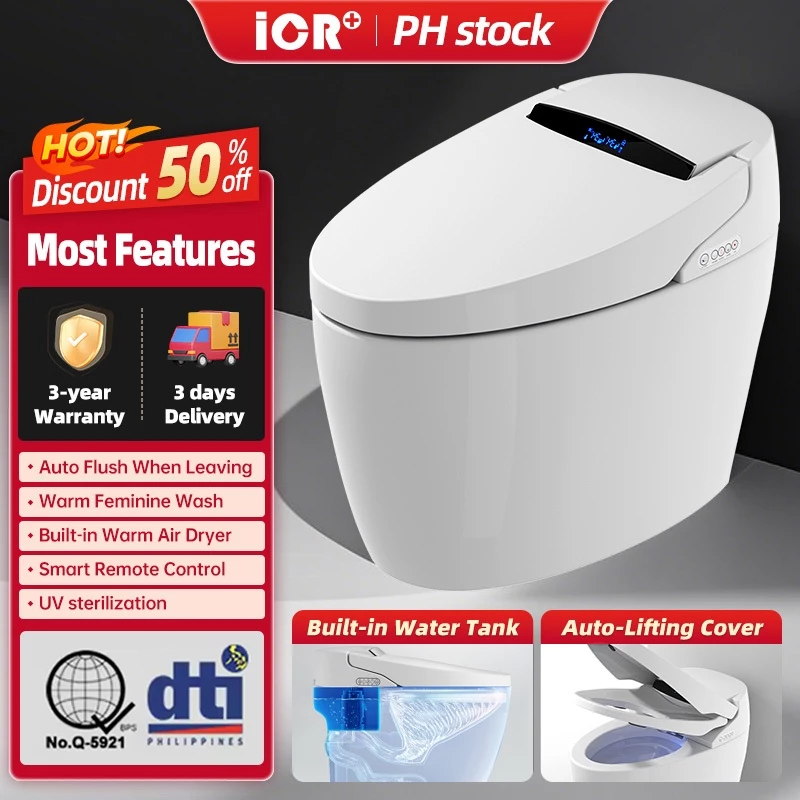 iCR+ | PH stock
HOT!
Discount 50% off
Most Features
3-year
Warranty
3 days
Delivery
• Auto Flush When Leaving
• Warm Feminine Wash
• Built-in Warm Air Dryer
• Smart Remote Control
• UV sterilization
BPS
No.Q-5921
dti
PHILIPPINES
Built-in Water Tank
Auto-Lifting Cover